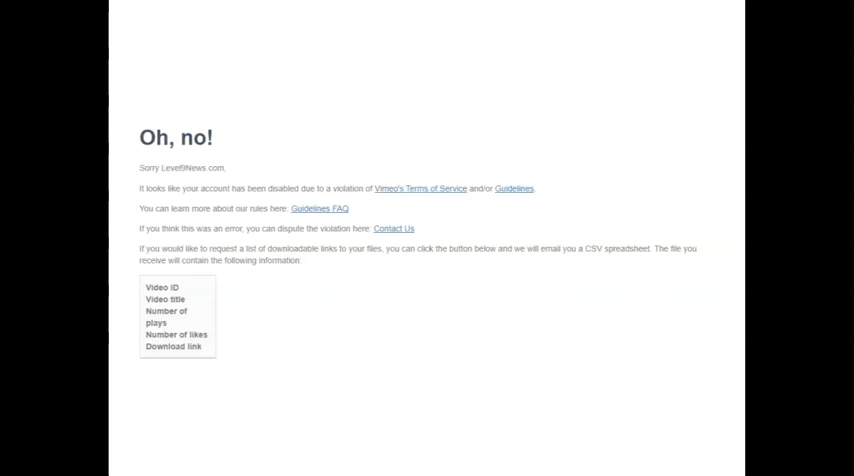 Oh, no!
Sorry Level9News.com,
It looks like your account has been disabled due to a violation of Vimeo's Terms of Service and/or Guidelines.
You can learn more about our rules here: Guidelines FAQ
If you think this was an error, you can dispute the violation here: Contact Us
If you would like to request a list of downloadable links to your files, you can click the button below and we will email you a CSV spreadsheet. The file you
receive will contain the following information:
Video ID
Video title
Number of
plays
Number of likes
Download link